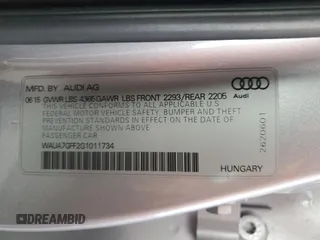 MFD. BY AUDI AG
06.15 GVWR LBS 4365 GAWR LBS FRONT 2293/REAR 2205
Audi
THIS VEHICLE CONFORMS TO ALL APPLICABLE U.S.
FEDERAL MOTOR VEHICLE SAFETY, BUMPER AND THEFT
PREVENTION STANDARDS IN EFFECT ON THE DATE OF
MANUFACTURE SHOWN ABOVE
PASSENGER CAR
WAUA7GFF2G1011734
HUNGARY
2620601
DREAMBID